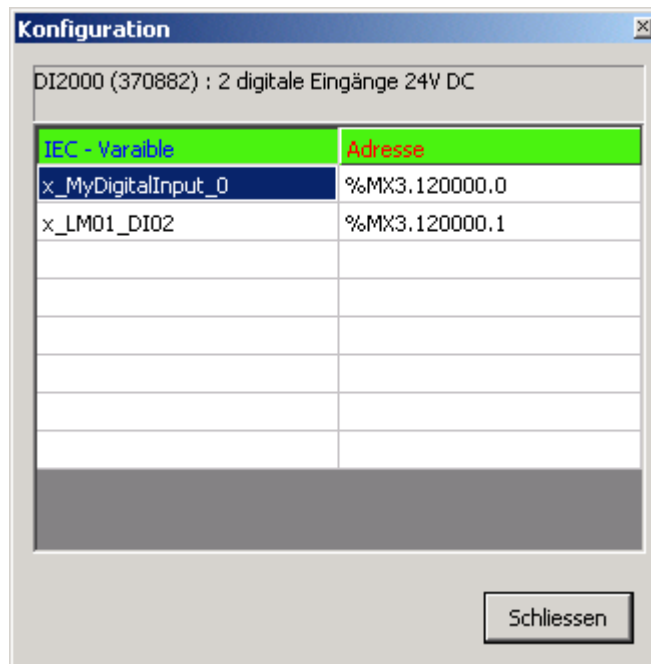 Konfiguration
DI2000 (370882) : 2 digitale Eingänge 24V DC
IEC - Varaible Adresse
x_MyDigitalInput_0 %MX3.120000.0
x_LM01_DI02 %MX3.120000.1
Schliessen